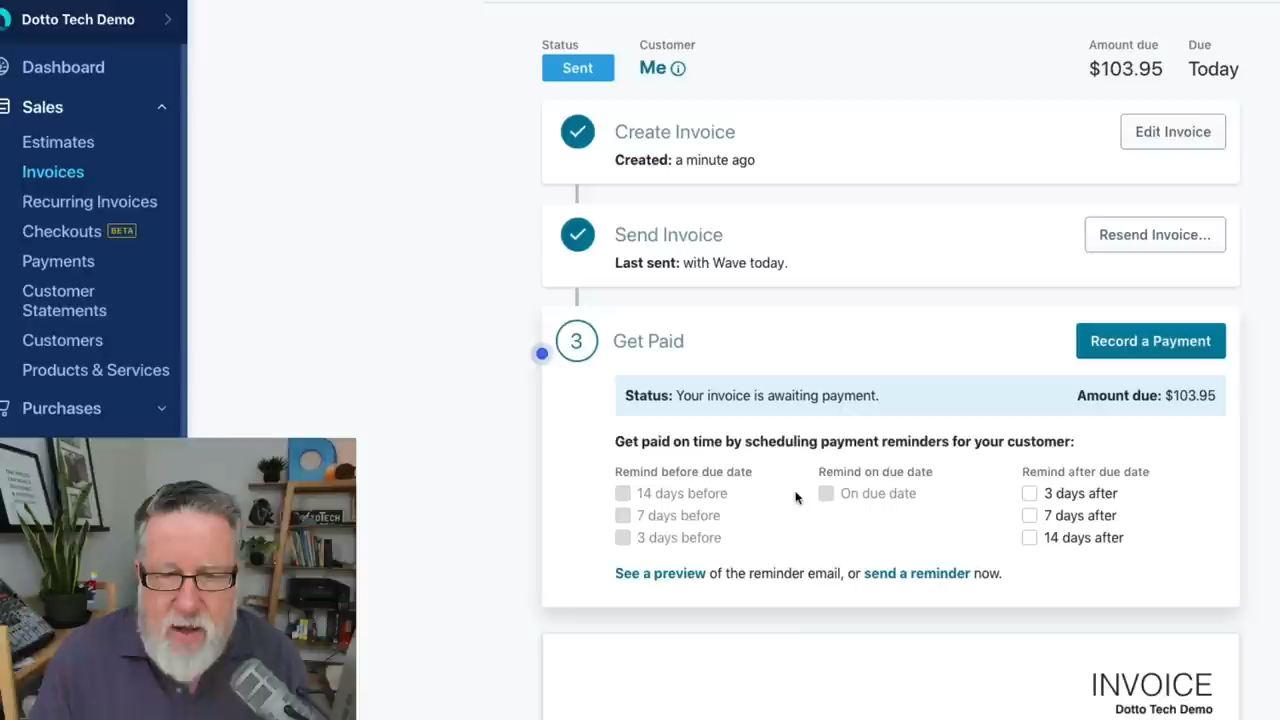 Dotto Tech Demo
Dashboard
Sales
Estimates
Invoices
Recurring Invoices
Checkouts BETA
Payments
Customer
Statements
Customers
Products & Services
Purchases
Status
Sent
Customer
Me
Amount due
$103.95
Due
Today
Create Invoice
Created: a minute ago
Edit Invoice
Send Invoice
Last sent: with Wave today.
Resend Invoice...
3
Get Paid
Record a Payment
Status: Your invoice is awaiting payment.
Amount due: $103.95
Get paid on time by scheduling payment reminders for your customer:
Remind before due date
14 days before
7 days before
3 days before
Remind on due date
On due date
Remind after due date
3 days after
7 days after
14 days after
See a preview of the reminder email, or send a reminder now.
INVOICE
Dotto Tech Demo